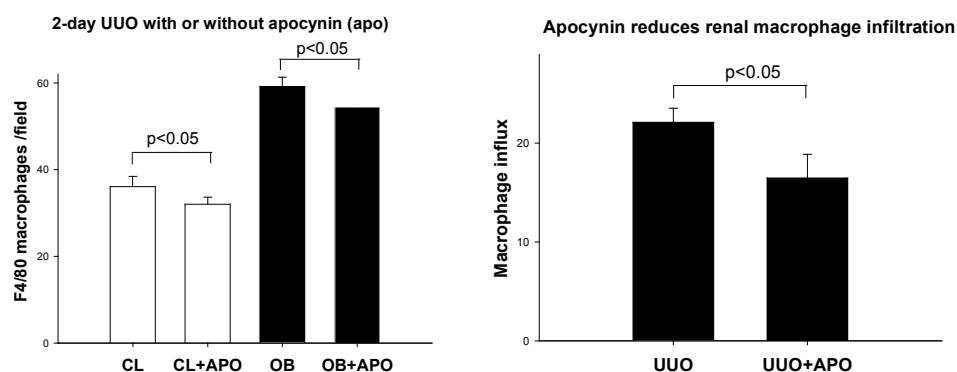 2-day UUO with or without apocynin (apo)
p<0.05
p<0.05
F4/80 macrophages /field
60
40
20
0
CL CL+APO OB OB+APO
Apocynin reduces renal macrophage infiltration
p<0.05
Macrophage influx
20
10
0
UUO UUO+APO